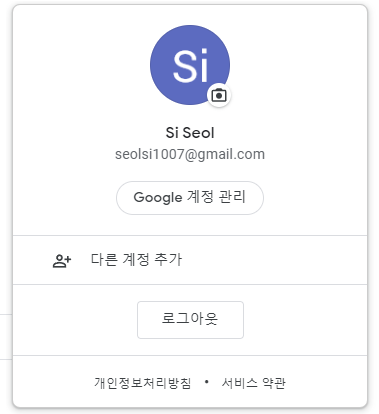 Si
Si Seol
seolsi1007@gmail.com
Google 계정 관리
다른 계정 추가
로그아웃
개인정보처리방침 • 서비스 약관